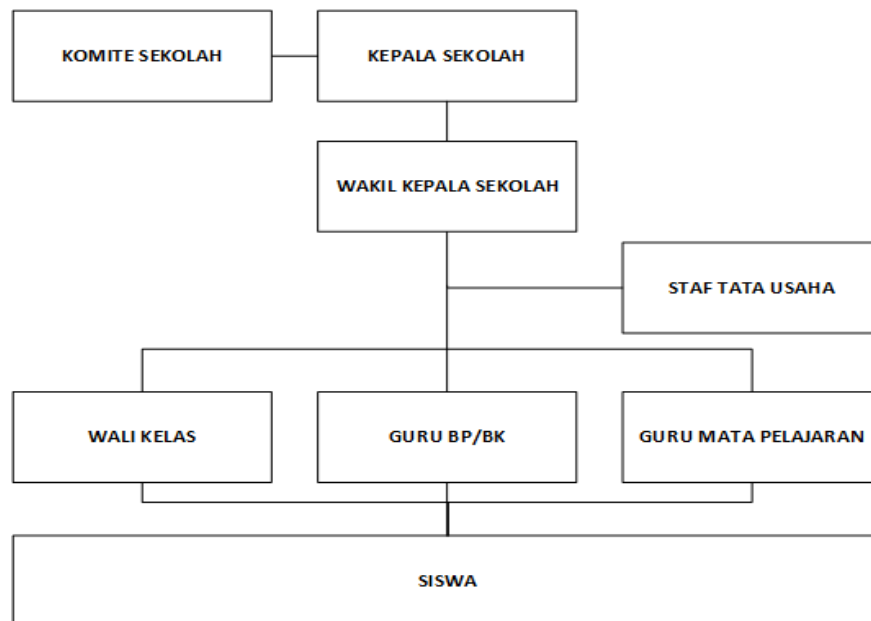 KOMITE SEKOLAH
KEPALA SEKOLAH
WAKIL KEPALA SEKOLAH
STAF TATA USAHA
WALI KELAS
GURU BP/BK
GURU MATA PELAJARAN
SISWA